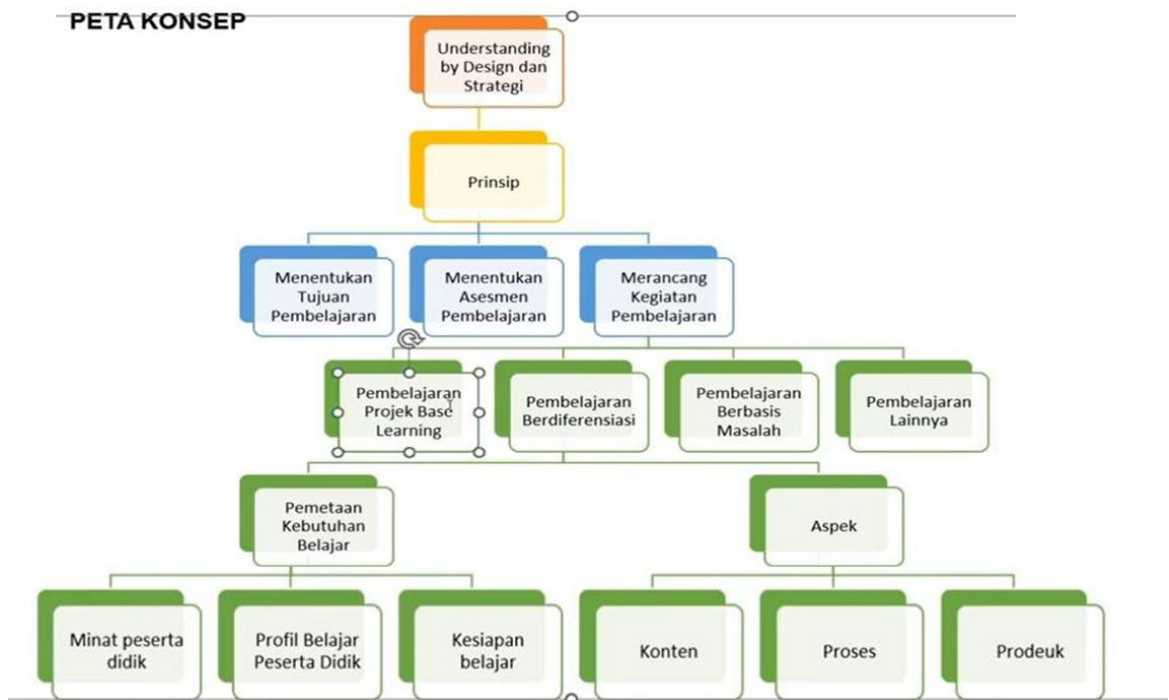 PETA KONSEP
Understanding
by Design dan
Strategi
Prinsip
Menentukan
Tujuan
Pembelajaran
Menentukan
Asesmen
Pembelajaran
Merancang
Kegiatan
Pembelajaran
Pembelajaran
Projek Base
Learning
Pembelajaran
Berdiferensiasi
Pembelajaran
Berbasis
Masalah
Pembelajaran
Lainnya
Pemetaan
Kebutuhan
Belajar
Aspek
Minat peserta
didik
Profil Belajar
Peserta Didik
Kesiapan
belajar
Konten
Proses
Prodeuk